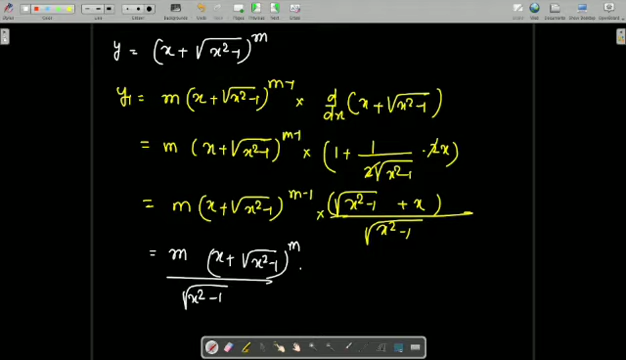 y = (x + √(x²-1))^m
y₁ = m (x + √(x²-1))^(m-1) × d/dx (x + √(x²-1))
= m (x + √(x²-1))^(m-1) × (1 + 1/(2√(x²-1)) · 2x)
= m (x + √(x²-1))^(m-1) × (√(x²-1) + x)/√(x²-1)
= m (x + √(x²-1))^m / √(x²-1) .